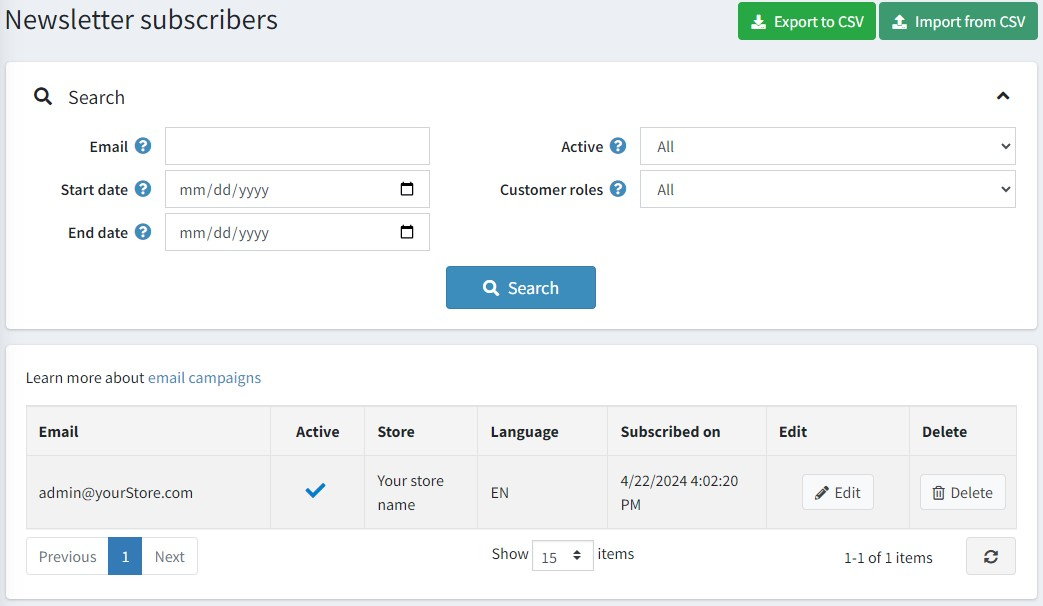 Newsletter subscribers
Export to CSV
Import from CSV
Search
Email
Active All
Start date mm/dd/yyyy
Customer roles All
End date mm/dd/yyyy
Search
Learn more about email campaigns
Email Active Store Language Subscribed on Edit Delete
admin@yourStore.com
Your store
name
EN
4/22/2024 4:02:20
PM
Edit
Delete
Previous 1 Next
Show 15 items
1-1 of 1 items